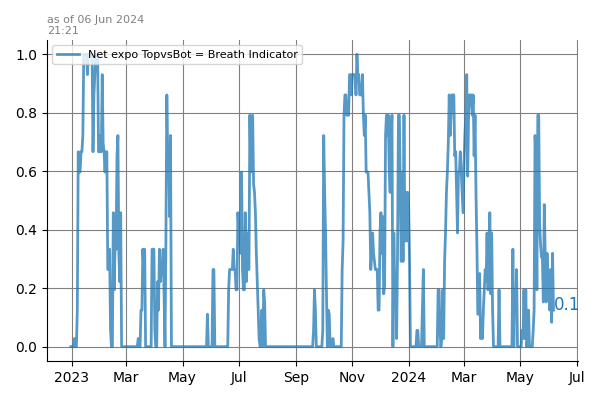 as of 06 Jun 2024
21:21
Net expo TopvsBot = Breath Indicator
1.0
0.8
0.6
0.4
0.2
0.1
0.0
2023 Mar May Jul Sep Nov 2024 Mar May Jul